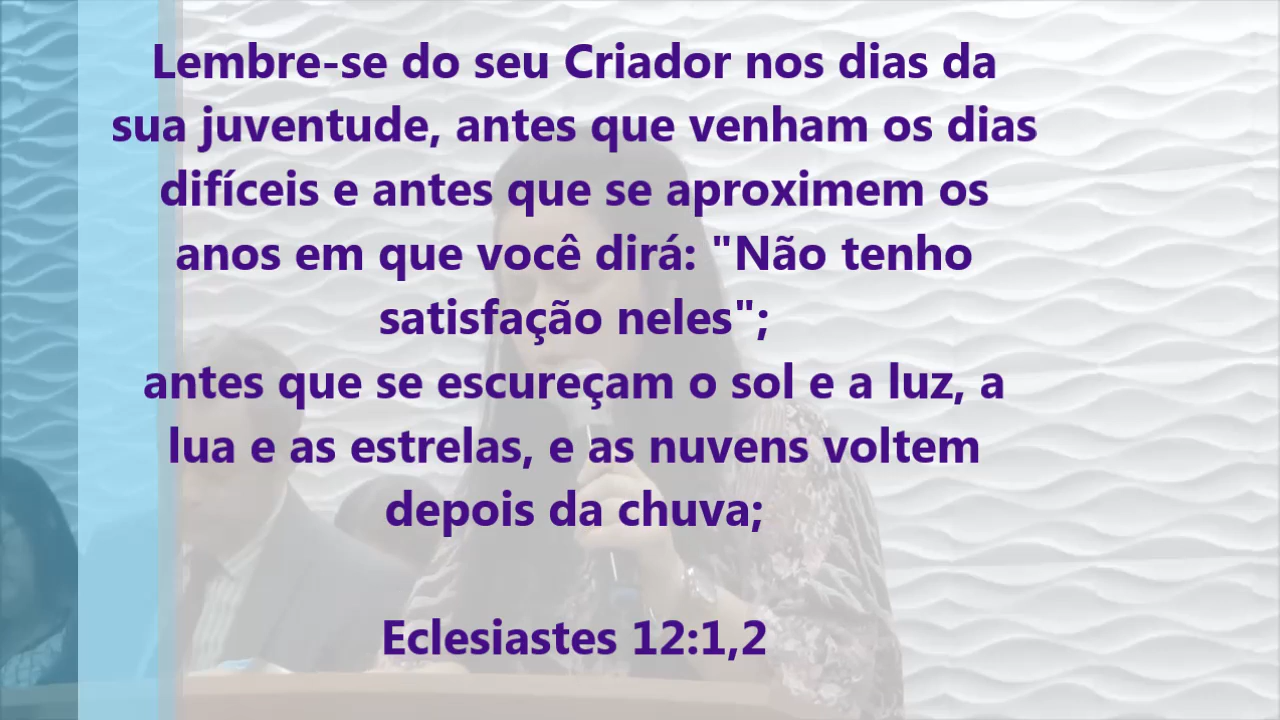 Lembre-se do seu Criador nos dias da
sua juventude, antes que venham os dias
difíceis e antes que se aproximem os
anos em que você dirá: "Não tenho
satisfação neles";
antes que se escureçam o sol e a luz, a
lua e as estrelas, e as nuvens voltem
depois da chuva;
Eclesiastes 12:1,2